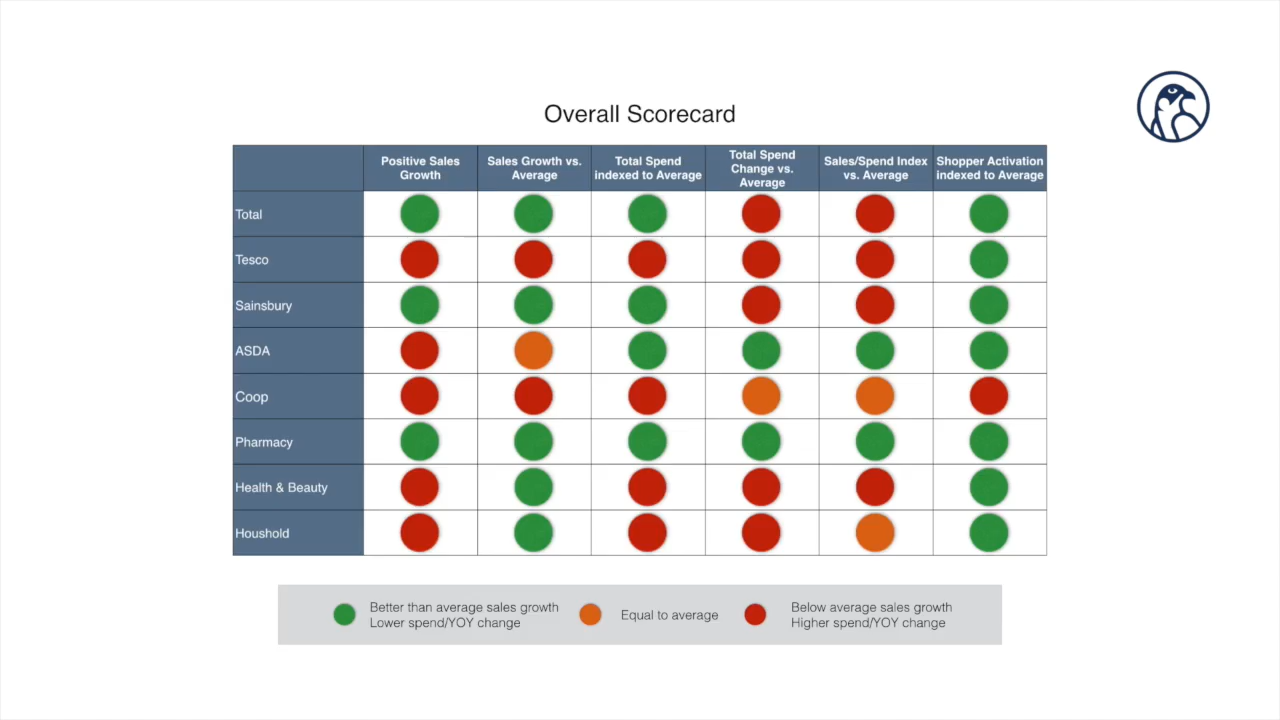 Overall Scorecard
Positive Sales
Growth
Sales Growth vs.
Average
Total Spend
indexed to Average
Total Spend
Change vs.
Average
Sales/Spend Index
vs. Average
Shopper Activation
indexed to Average
Total
Tesco
Sainsbury
ASDA
Coop
Pharmacy
Health & Beauty
Houshold
Better than average sales growth
Lower spend/YOY change
Equal to average
Below average sales growth
Higher spend/YOY change